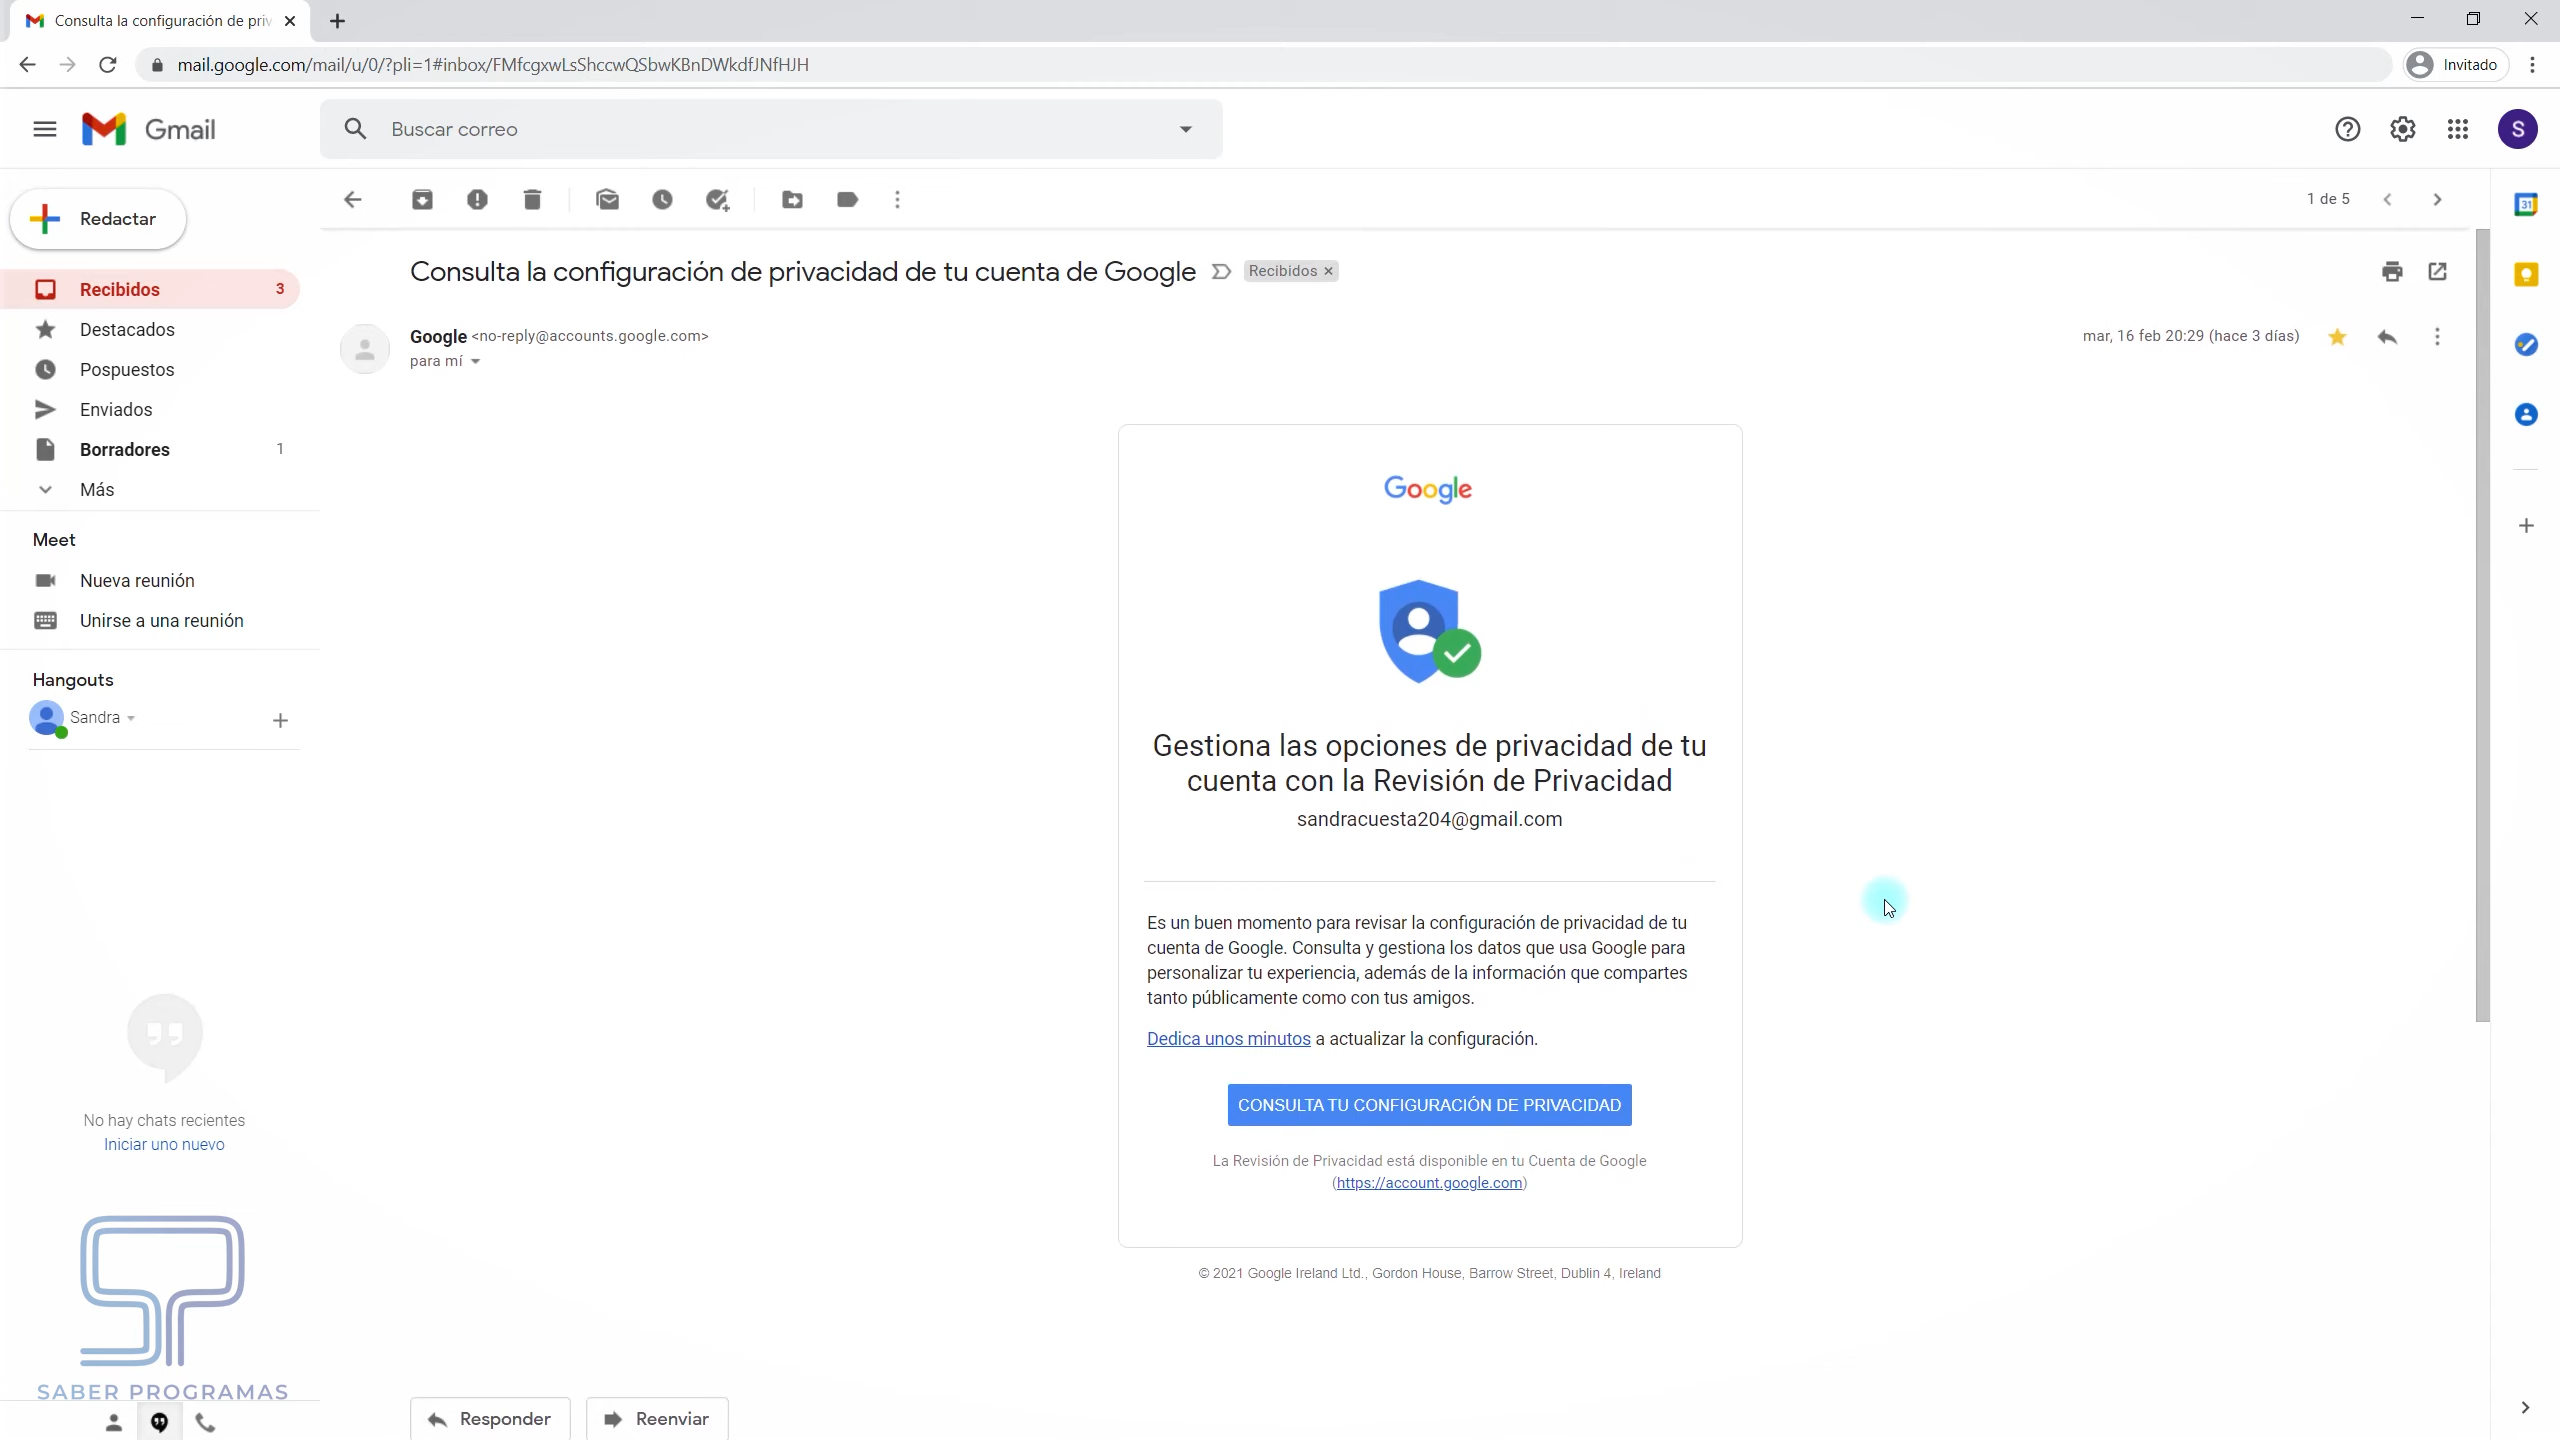 Consulta la configuración de priv
mail.google.com/mail/u/0/?pli=1#inbox/FMfcgxwLsShccwQSbwKBnDWkdfJNfHJH
Invitado
Gmail
Buscar correo
S
Redactar
1 de 5
31
Consulta la configuración de privacidad de tu cuenta de Google
Recibidos ×
Recibidos 3
Destacados
Pospuestos
Enviados
Borradores 1
Más
Google <no-reply@accounts.google.com>
para mí
mar, 16 feb 20:29 (hace 3 días)
Meet
Nueva reunión
Unirse a una reunión
Hangouts
Sandra
No hay chats recientes
Iniciar uno nuevo
SABER PROGRAMAS
Google
Gestiona las opciones de privacidad de tu
cuenta con la Revisión de Privacidad
sandracuesta204@gmail.com
Es un buen momento para revisar la configuración de privacidad de tu
cuenta de Google. Consulta y gestiona los datos que usa Google para
personalizar tu experiencia, además de la información que compartes
tanto públicamente como con tus amigos.
Dedica unos minutos a actualizar la configuración.
CONSULTA TU CONFIGURACIÓN DE PRIVACIDAD
La Revisión de Privacidad está disponible en tu Cuenta de Google
(https://account.google.com)
© 2021 Google Ireland Ltd., Gordon House, Barrow Street, Dublin 4, Ireland
Responder
Reenviar